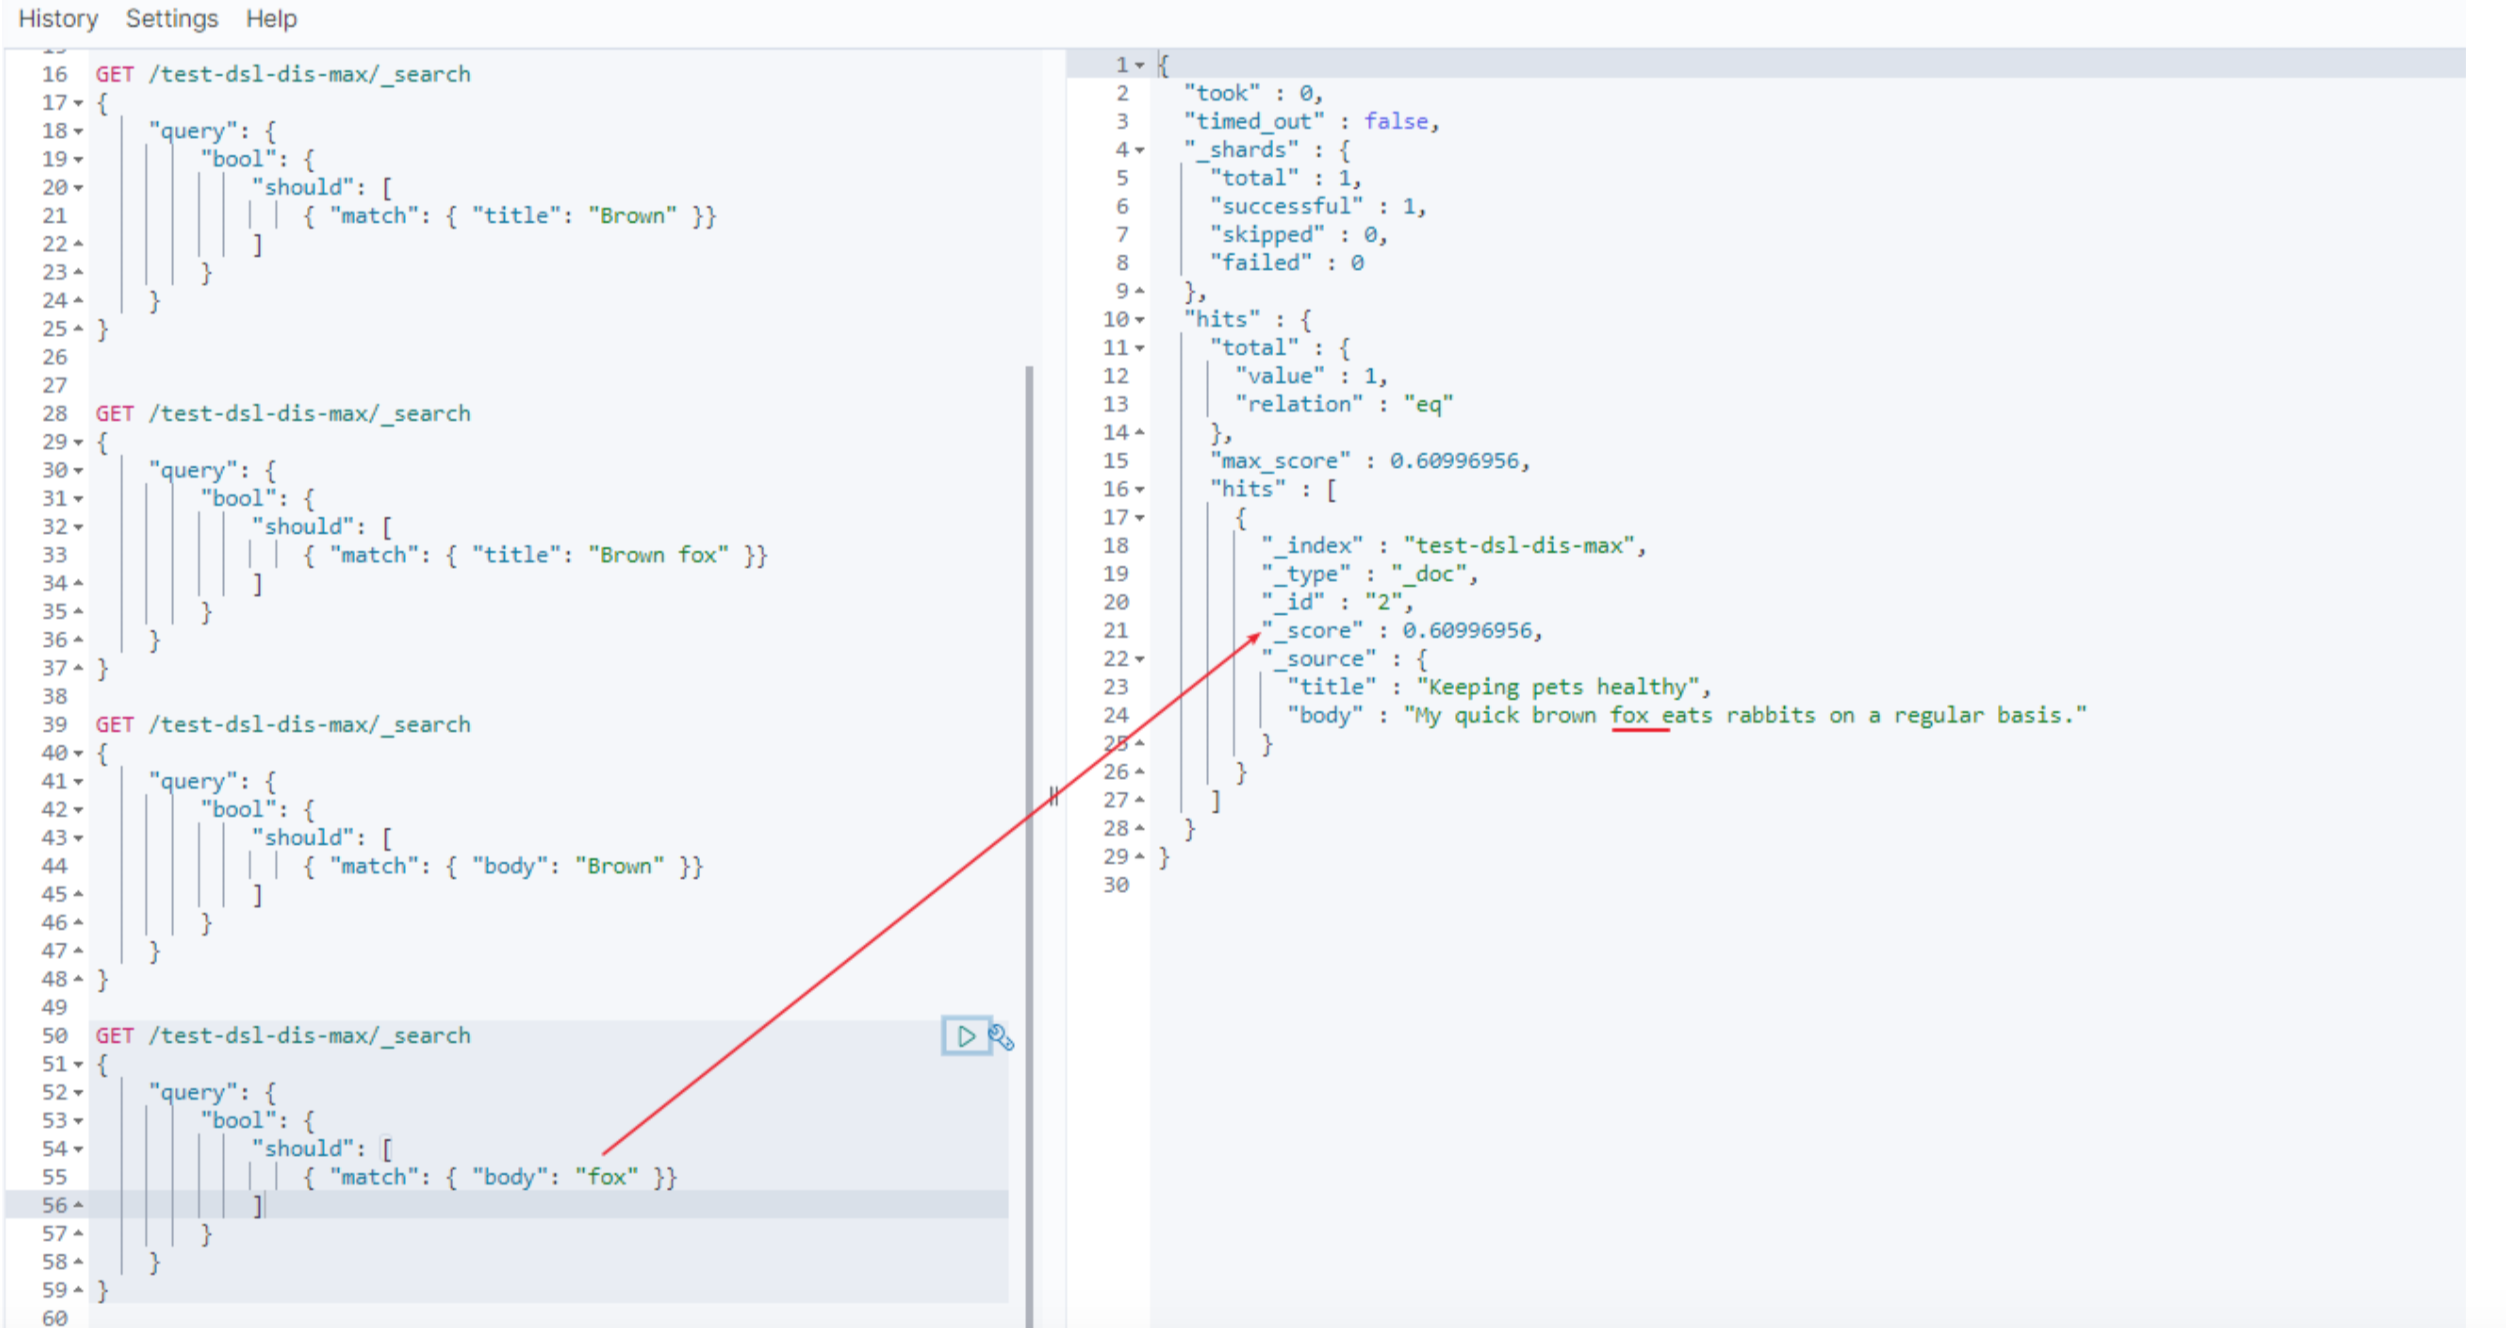 History Settings Help
16 GET /test-dsl-dis-max/_search
17 {
18 "query": {
19 "bool": {
20 "should": [
21 { "match": { "title": "Brown" }}
22 ]
23 }
24 }
25 }
26
27
28 GET /test-dsl-dis-max/_search
29 {
30 "query": {
31 "bool": {
32 "should": [
33 { "match": { "title": "Brown fox" }}
34 ]
35 }
36 }
37 }
38
39 GET /test-dsl-dis-max/_search
40 {
41 "query": {
42 "bool": {
43 "should": [
44 { "match": { "body": "Brown" }}
45 ]
46 }
47 }
48 }
49
50 GET /test-dsl-dis-max/_search
51 {
52 "query": {
53 "bool": {
54 "should": [
55 { "match": { "body": "fox" }}
56 ]
57 }
58 }
59 }
60
1 {
2 "took" : 0,
3 "timed_out" : false,
4 "_shards" : {
5 "total" : 1,
6 "successful" : 1,
7 "skipped" : 0,
8 "failed" : 0
9 },
10 "hits" : {
11 "total" : {
12 "value" : 1,
13 "relation" : "eq"
14 },
15 "max_score" : 0.60996956,
16 "hits" : [
17 {
18 "_index" : "test-dsl-dis-max",
19 "_type" : "_doc",
20 "_id" : "2",
21 "_score" : 0.60996956,
22 "_source" : {
23 "title" : "Keeping pets healthy",
24 "body" : "My quick brown fox eats rabbits on a regular basis."
25 }
26 }
27 ]
28 }
29 }
30